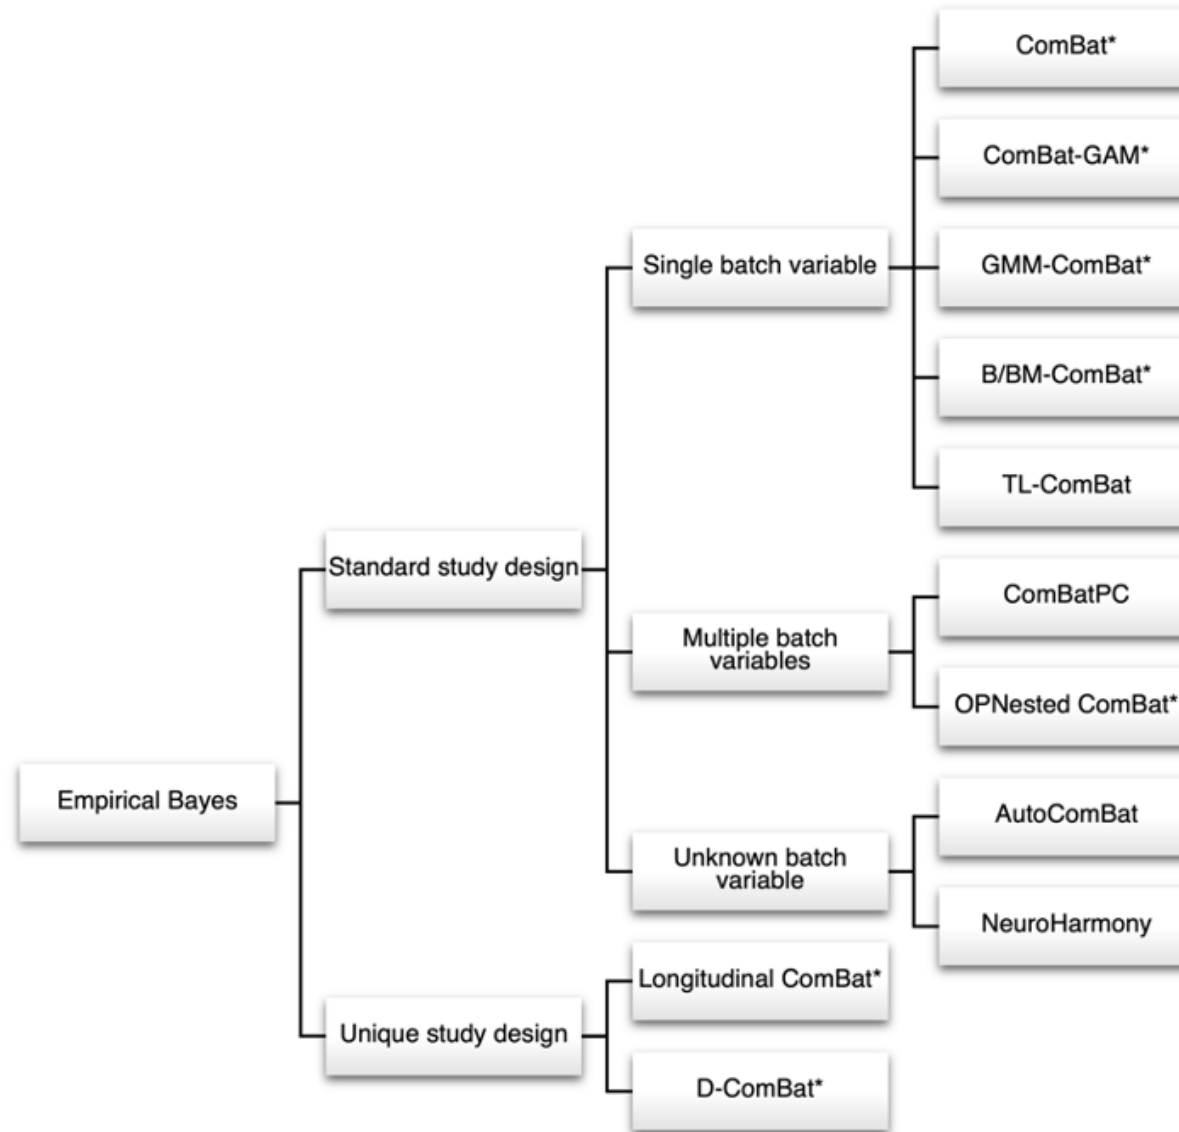 ComBat*
ComBat-GAM*
Single batch variable
GMM-ComBat*
B/BM-ComBat*
TL-ComBat
Standard study design
ComBatPC
Multiple batch
variables
OPNested ComBat*
Empirical Bayes
AutoComBat
Unknown batch
variable
NeuroHarmony
Longitudinal ComBat*
Unique study design
D-ComBat*